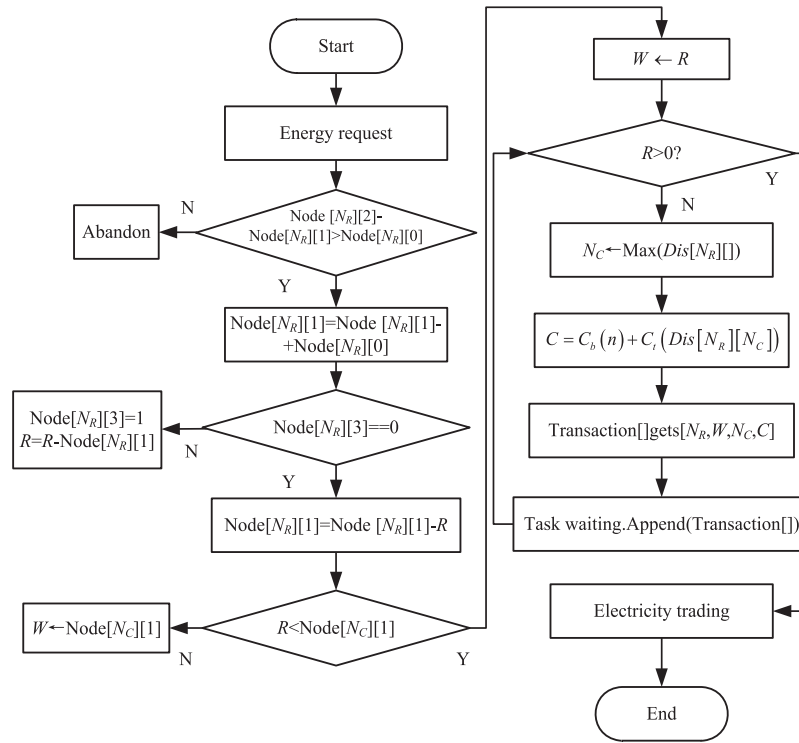 Start
Energy request
Node [N_R][2]-
Node[N_R][1]>Node[N_R][0]
N
Abandon
Y
Node[N_R][1]=Node [N_R][1]-
+Node[N_R][0]
Node[N_R][3]==0
N
Node[N_R][3]=1
R=R-Node[N_R][1]
Y
Node[N_R][1]=Node [N_R][1]-R
R<Node[N_C][1]
N
W←Node[N_C][1]
Y
W ← R
R>0?
Y
N
N_C←Max(Dis[N_R][])
C = C_b(n) + C_t(Dis[N_R][N_C])
Transaction[]gets[N_R,W,N_C,C]
Task waiting.Append(Transaction[])
Electricity trading
End